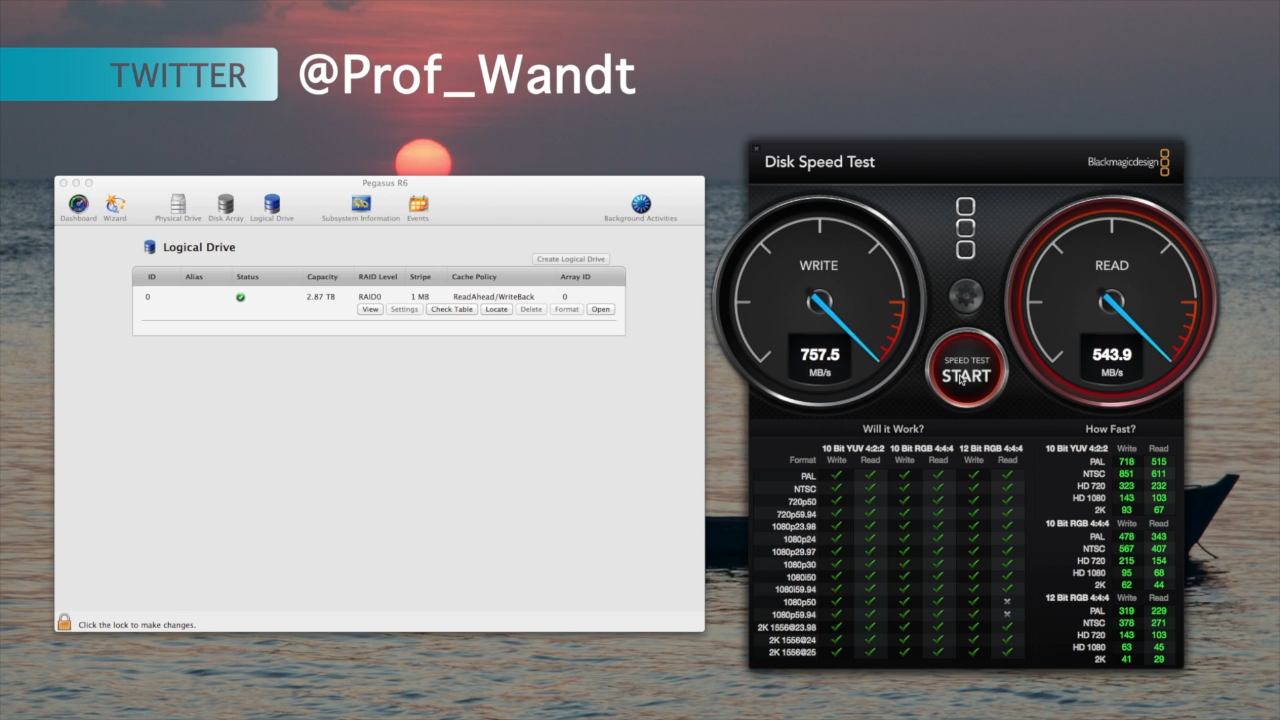 TWITTER @Prof_Wandt
Pegasus R6
Dashboard Wizard Physical Drive Disk Array Logical Drive Subsystem Information Events Background Activities
Logical Drive
Create Logical Drive
ID Alias Status Capacity RAID Level Stripe Cache Policy Array ID
0 2.87 TB RAID0 1 MB ReadAhead/WriteBack 0
View Settings Check Table Locate Delete Format Open
Click the lock to make changes.
Disk Speed Test Blackmagicdesign
WRITE
757.5
MB/s
SPEED TEST
START
READ
543.9
MB/s
Will it Work?
10 Bit YUV 4:2:2 10 Bit RGB 4:4:4 12 Bit RGB 4:4:4
Format Write Read Write Read Write Read
PAL
NTSC
720p50
720p59.94
1080p23.98
1080p24
1080p29.97
1080p30
1080i50
1080i59.94
1080p50
1080p59.94
2K 1556@23.98
2K 1556@24
2K 1556@25
How Fast?
10 Bit YUV 4:2:2 Write Read
PAL 718 515
NTSC 851 611
HD 720 323 232
HD 1080 143 103
2K 93 67
10 Bit RGB 4:4:4 Write Read
PAL 478 343
NTSC 567 407
HD 720 215 154
HD 1080 95 68
2K 62 44
12 Bit RGB 4:4:4 Write Read
PAL 319 229
NTSC 378 271
HD 720 143 103
HD 1080 63 45
2K 41 29